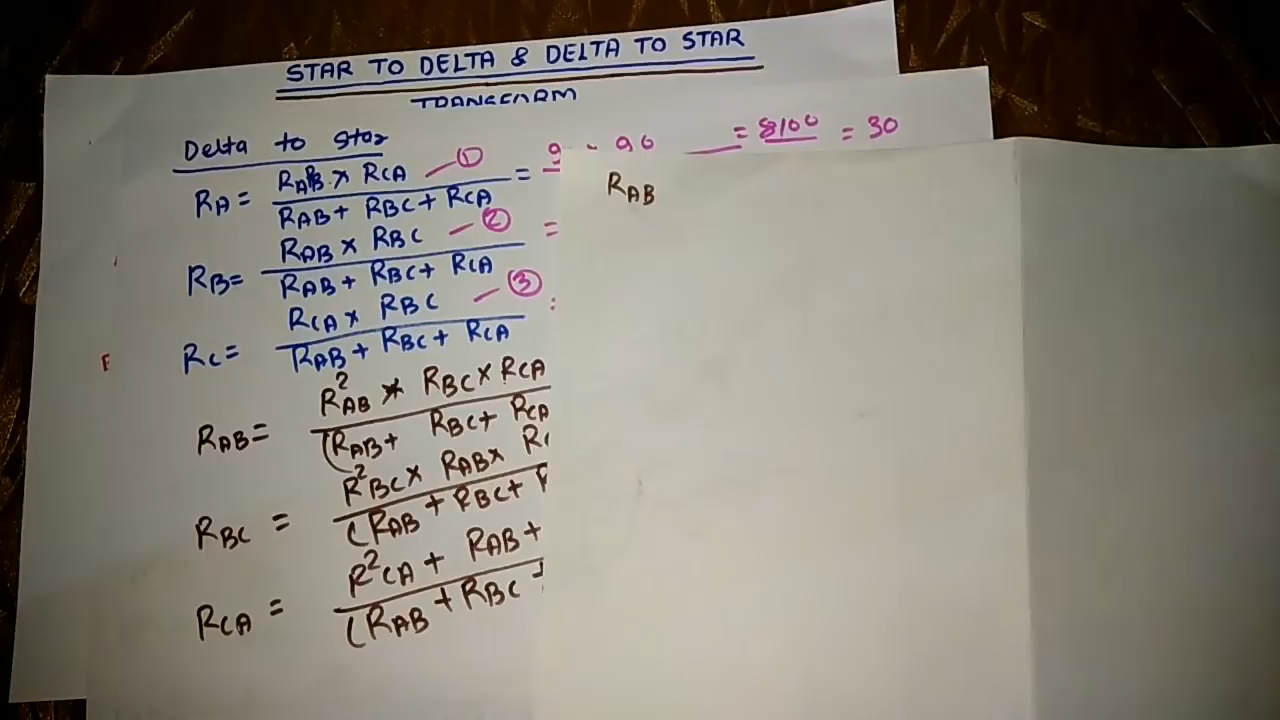 STAR TO DELTA & DELTA TO STAR
TRANSFORM
Delta to star
RA = RAB × RCA / RAB + RBC + RCA — ① = = 8100 = 30
RB = RAB × RBC / RAB + RBC + RCA — ② =
RC = RCA × RBC / RAB + RBC + RCA — ③
RAB
RAB = R²AB × RBC × RCA / (RAB + RBC + RCA
RBC = R²BC × RAB × / (RAB + RBC +
RCA = R²CA + RAB + / (RAB + RBC +